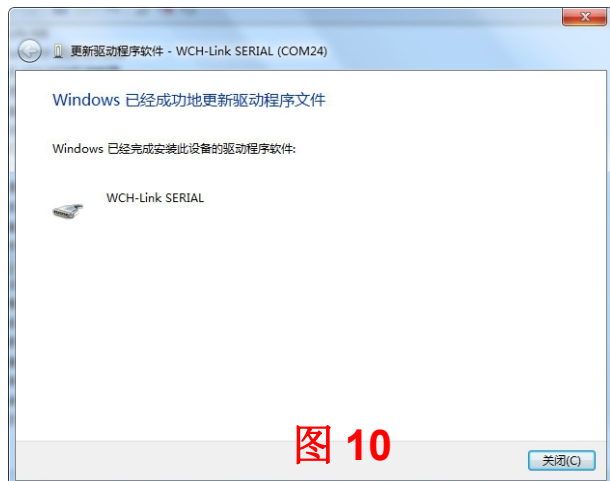 更新驱动程序软件 - WCH-Link SERIAL (COM24)
Windows 已经成功地更新驱动程序文件
Windows 已经完成安装此设备的驱动程序软件:
WCH-Link SERIAL
图 10
关闭(C)